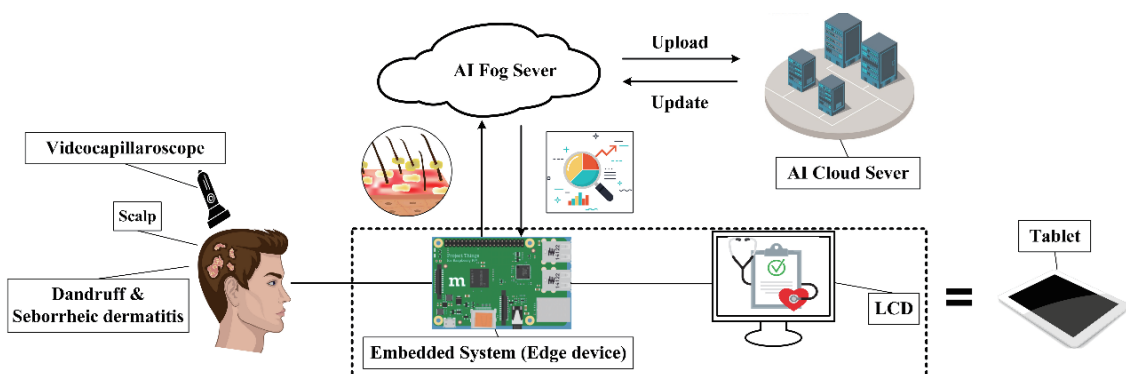 AI Fog Sever
Upload
Update
AI Cloud Sever
Videocapillaroscope
Scalp
Dandruff &
Seborrheic dermatitis
m
Embedded System (Edge device)
LCD
=
Tablet